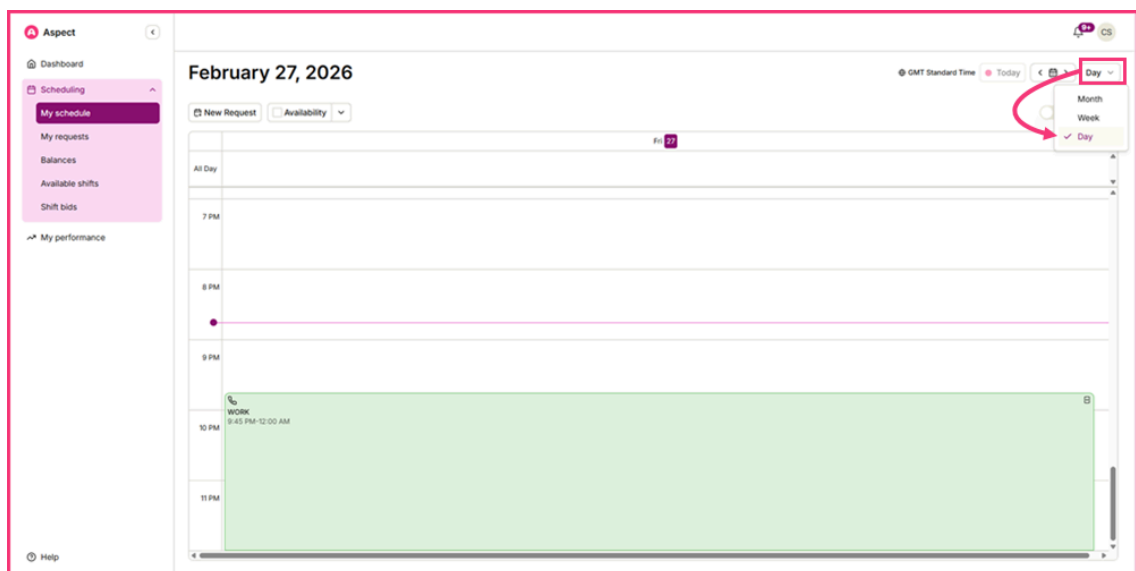 Aspect
9+
CS
Dashboard
Scheduling
My schedule
My requests
Balances
Available shifts
Shift bids
My performance
Help
February 27, 2026
GMT Standard Time
Today
Day
Month
Week
Day
New Request
Availability
Fri 27
All Day
7 PM
8 PM
9 PM
WORK
9:45 PM-12:00 AM
10 PM
11 PM